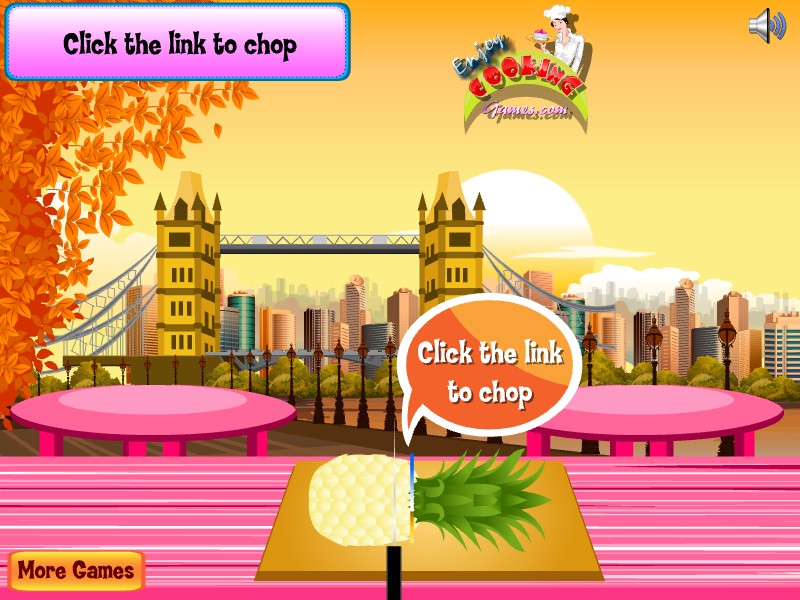 Click the link to chop
Enjoy
COOKING
Games.com
Click the link
to chop
More Games